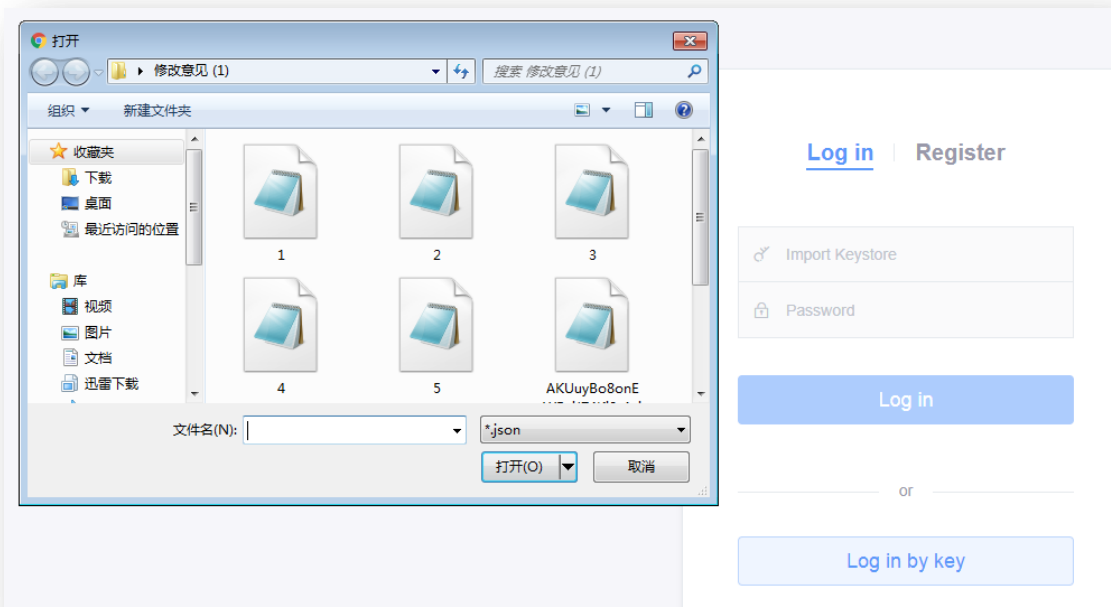 打开
修改意见 (1)
搜索 修改意见 (1)
组织
新建文件夹
收藏夹
下载
桌面
最近访问的位置
库
视频
图片
文档
迅雷下载
1
2
3
4
5
AKUuyBo8onE
文件名(N):
*.json
打开(O)
取消
Log in
Register
Import Keystore
Password
Log in
or
Log in by key